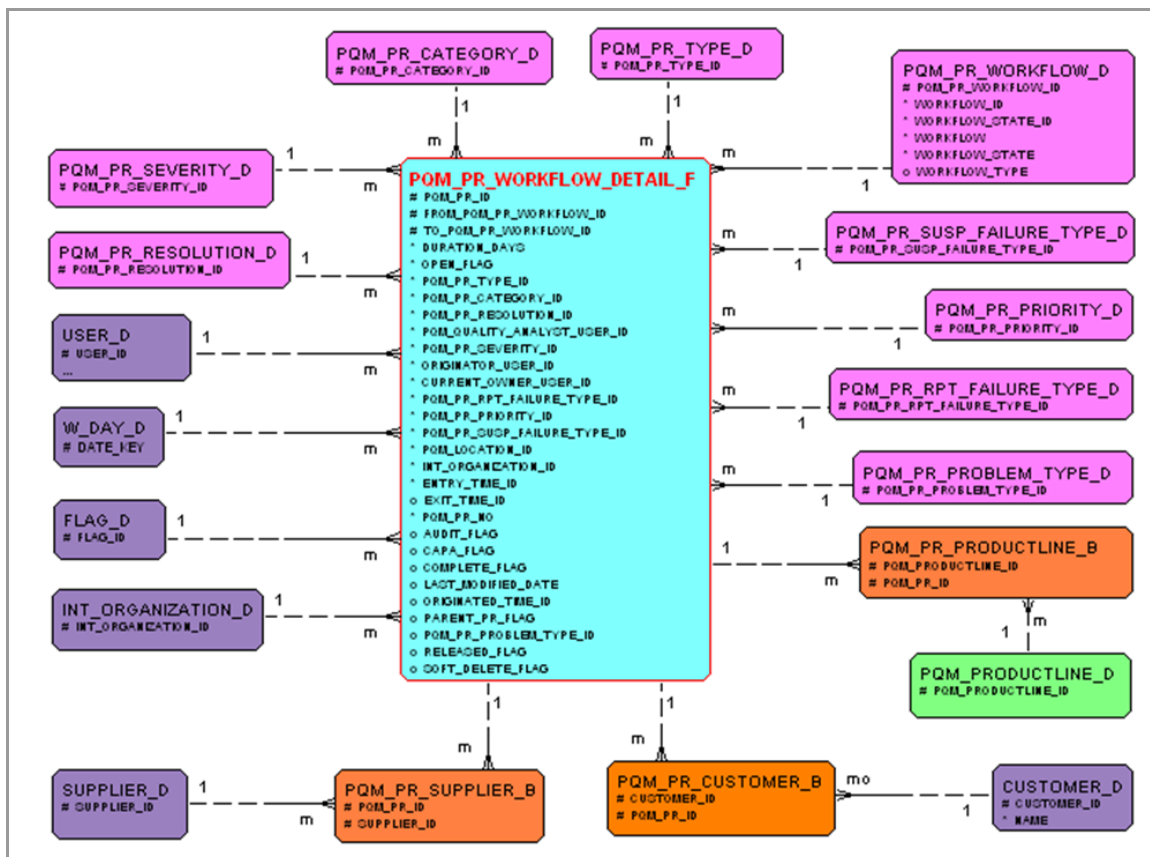 PQM_PR_CATEGORY_D
# PQM_PR_CATEGORY_ID
1
m
PQM_PR_TYPE_D
# PQM_PR_TYPE_ID
1
m
PQM_PR_WORKFLOW_D
# PQM_PR_WORKFLOW_ID
* WORKFLOW_ID
* WORKFLOW_STATE_ID
* WORKFLOW
* WORKFLOW_STATE
o WORKFLOW_TYPE
m
1
PQM_PR_SEVERITY_D
# PQM_PR_SEVERITY_ID
1
m
PQM_PR_RESOLUTION_D
# PQM_PR_RESOLUTION_ID
1
m
USER_D
# USER_ID
...
1
m
W_DAY_D
# DATE_KEY
1
m
FLAG_D
# FLAG_ID
1
m
INT_ORGANIZATION_D
# INT_ORGANIZATION_ID
1
m
PQM_PR_WORKFLOW_DETAIL_F
# PQM_PR_ID
# FROM_PQM_PR_WORKFLOW_ID
# TO_PQM_PR_WORKFLOW_ID
* DURATION_DAYS
* OPEN_FLAG
* PQM_PR_TYPE_ID
* PQM_PR_CATEGORY_ID
* PQM_PR_RESOLUTION_ID
* PQM_QUALITY_ANALYST_USER_ID
* PQM_PR_SEVERITY_ID
* ORIGINATOR_USER_ID
* CURRENT_OWNER_USER_ID
* PQM_PR_RPT_FAILURE_TYPE_ID
* PQM_PR_PRIORITY_ID
* PQM_PR_SUSP_FAILURE_TYPE_ID
* PQM_LOCATION_ID
* INT_ORGANIZATION_ID
* ENTRY_TIME_ID
o EXIT_TIME_ID
* PQM_PR_NO
o AUDIT_FLAG
o CAPA_FLAG
o COMPLETE_FLAG
o LAST_MODIFIED_DATE
o ORIGINATED_TIME_ID
o PARENT_PR_FLAG
o PQM_PR_PROBLEM_TYPE_ID
o RELEASED_FLAG
o SOFT_DELETE_FLAG
PQM_PR_SUSP_FAILURE_TYPE_D
# PQM_PR_SUSP_FAILURE_TYPE_ID
m
1
PQM_PR_PRIORITY_D
# PQM_PR_PRIORITY_ID
m
1
PQM_PR_RPT_FAILURE_TYPE_D
# PQM_PR_RPT_FAILURE_TYPE_ID
m
1
PQM_PR_PROBLEM_TYPE_D
# PQM_PR_PROBLEM_TYPE_ID
m
1
PQM_PR_PRODUCTLINE_B
# PQM_PRODUCTLINE_ID
# PQM_PR_ID
1
m
m
1
PQM_PRODUCTLINE_D
# PQM_PRODUCTLINE_ID
1
m
1
m
SUPPLIER_D
# SUPPLIER_ID
1
m
PQM_PR_SUPPLIER_B
# PQM_PR_ID
# SUPPLIER_ID
PQM_PR_CUSTOMER_B
# CUSTOMER_ID
# PQM_PR_ID
mo
1
CUSTOMER_D
# CUSTOMER_ID
* NAME